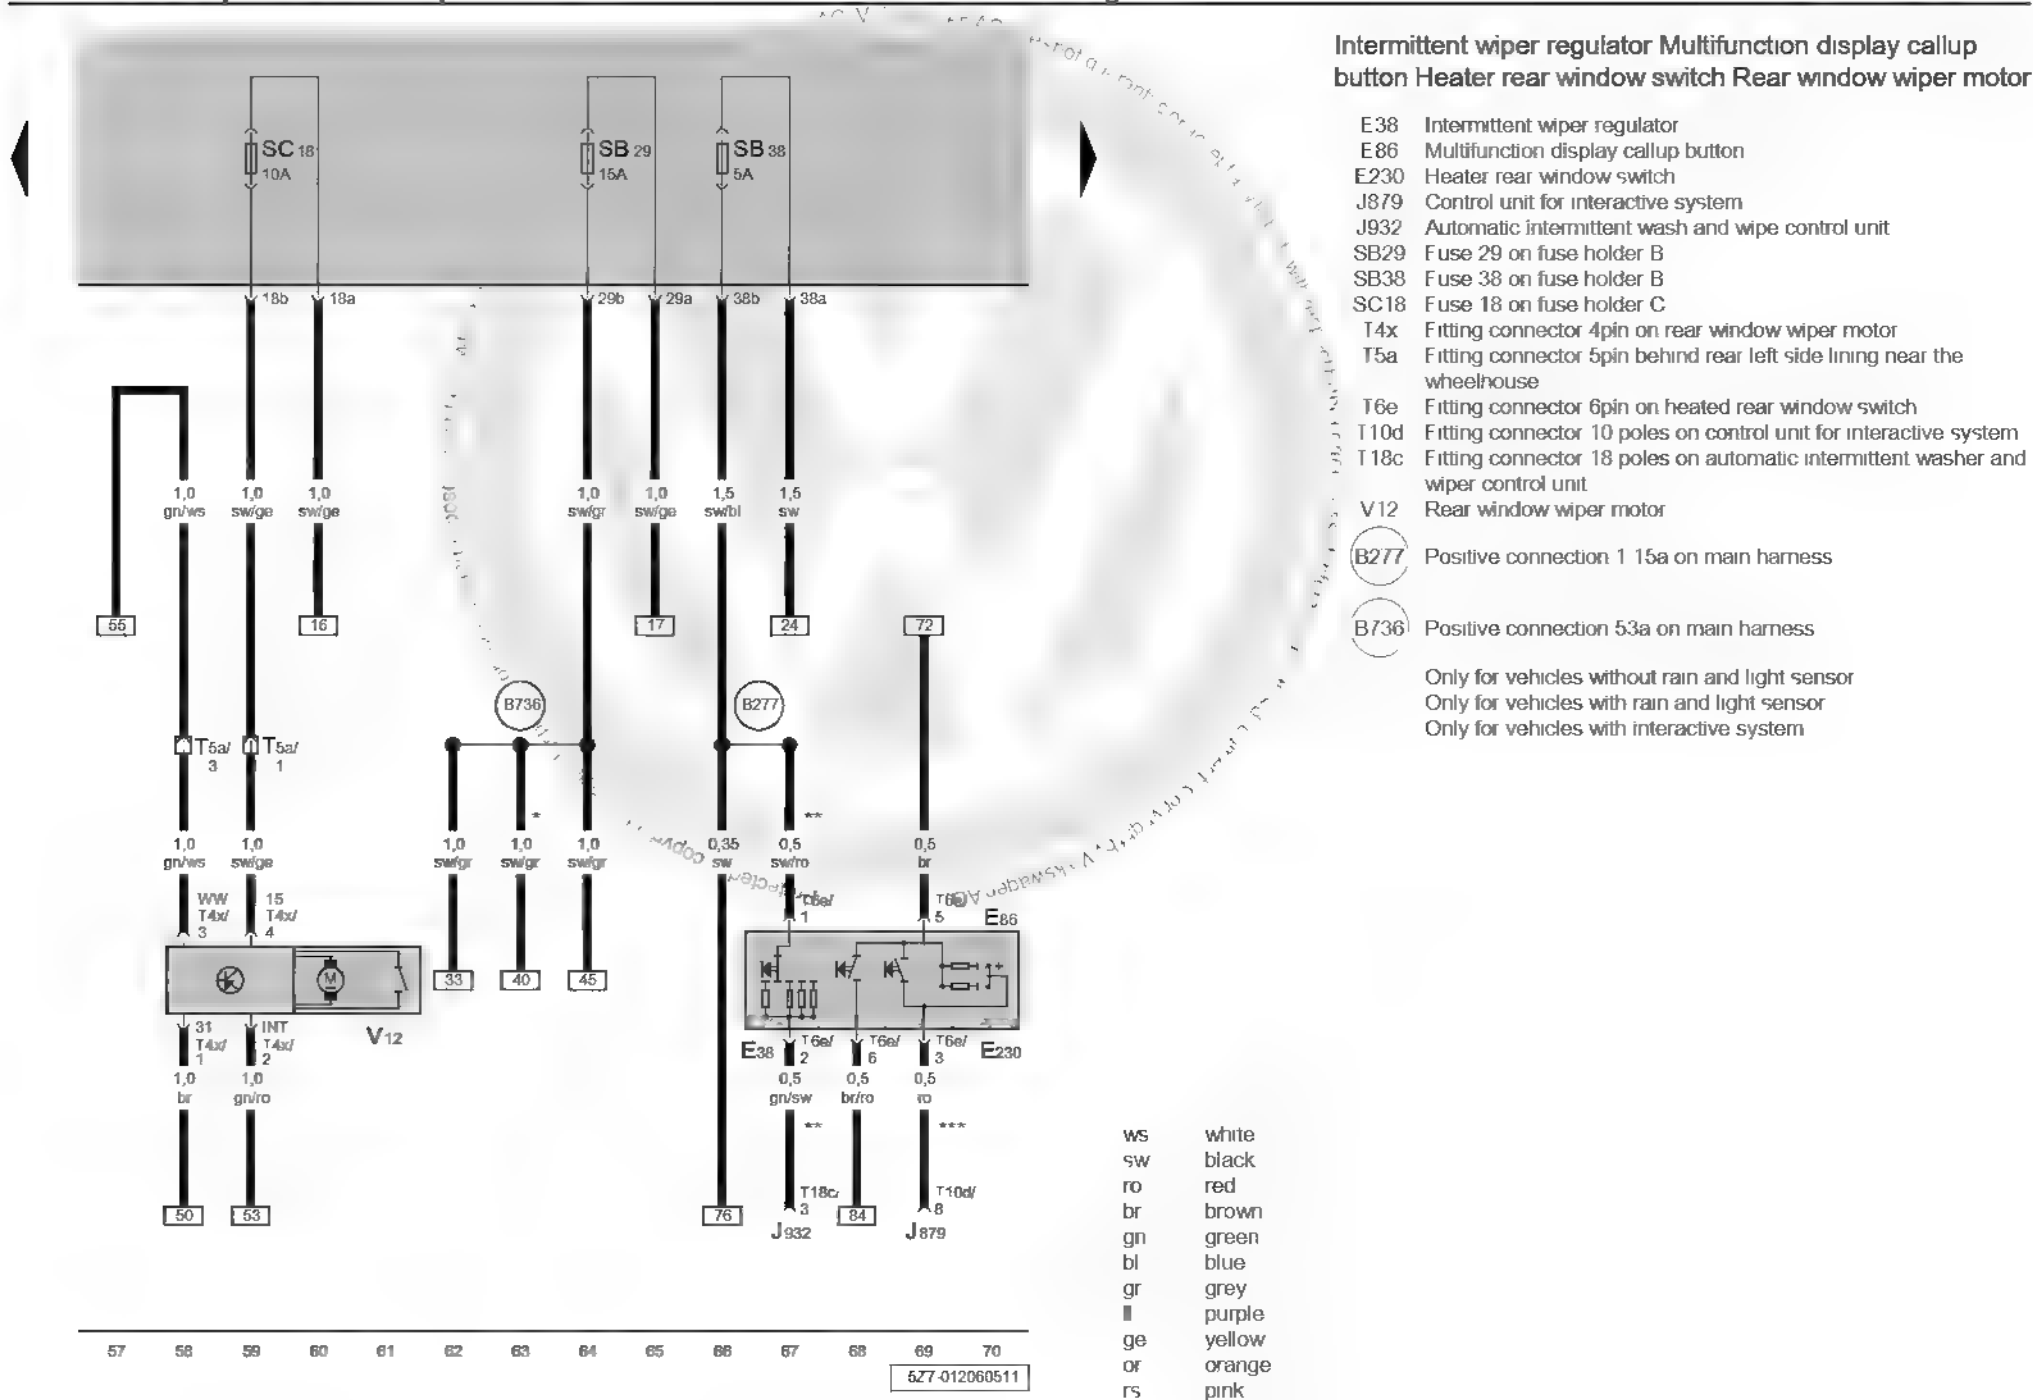 Intermittent wiper regulator Multifunction display callup
button Heater rear window switch Rear window wiper motor
E38 Intermittent wiper regulator
E86 Multifunction display callup button
E230 Heater rear window switch
J879 Control unit for interactive system
J932 Automatic intermittent wash and wipe control unit
SB29 Fuse 29 on fuse holder B
SB38 Fuse 38 on fuse holder B
SC18 Fuse 18 on fuse holder C
T4x Fitting connector 4pin on rear window wiper motor
T5a Fitting connector 5pin behind rear left side lining near the
wheelhouse
T6e Fitting connector 6pin on heated rear window switch
T10d Fitting connector 10 poles on control unit for interactive system
T18c Fitting connector 18 poles on automatic intermittent washer and
wiper control unit
V12 Rear window wiper motor
B277 Positive connection 1 15a on main harness
B736 Positive connection 53a on main harness
Only for vehicles without rain and light sensor
Only for vehicles with rain and light sensor
Only for vehicles with interactive system
SC 18 SB 29 SB 38
10A 15A 5A
18b 18a 29b 29a 38b 38a
1,0 1,0 1,0 1,0 1,0 1,5 1,5
gn/ws sw/ge sw/ge sw/gr sw/ge sw/bl sw
55 16 17 24 72
B736 B277
T5a/ T5a/
3 1
* **
1,0 1,0 1,0 1,0 1,0 0,35 0,5 0,5
gn/ws sw/ge sw/gr sw/gr sw/gr sw sw/ro br
WW 15 T6e/ T6e/
T4x/ T4x/ 1 5 E86
3 4
M
33 40 45
31 INT V12
T4x/ T4x/ E38 T6e/ T6e/ T6e/ E230
1 2 2 6 3
1,0 1,0 0,5 0,5 0,5
br gn/ro gn/sw br/ro ro
** ***
T18c/ T10d/
50 53 76 3 84 8
J932 J879
ws white
sw black
ro red
br brown
gn green
bl blue
gr grey
purple
ge yellow
or orange
rs pink
57 58 59 60 61 62 63 64 65 66 67 68 69 70
5Z7-012060511